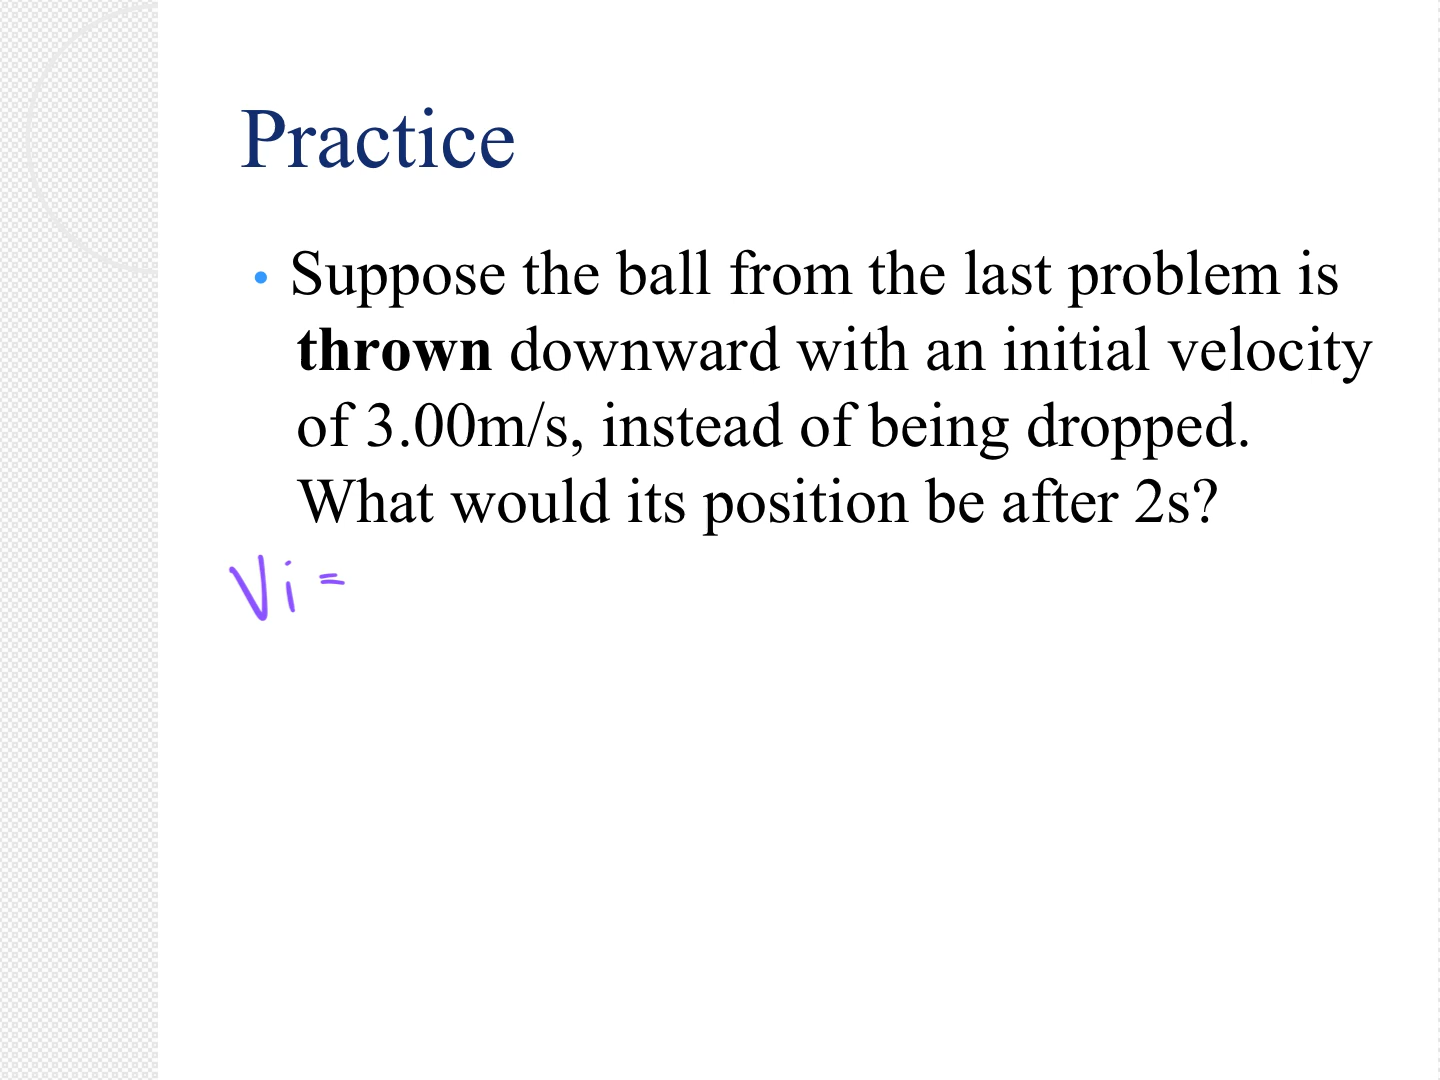 Practice
• Suppose the ball from the last problem is
thrown downward with an initial velocity
of 3.00m/s, instead of being dropped.
What would its position be after 2s?
Vi =